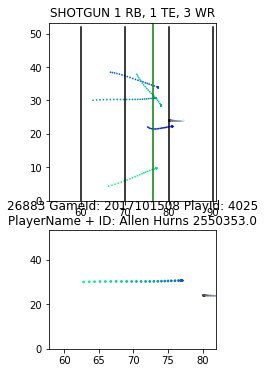 SHOTGUN 1 RB, 1 TE, 3 WR
50
40
30
20
10
0
60 70 80 90
26883 GameId: 2017101508 PlayId: 4025
PlayerName + ID: Allen Hurns 2550353.0
40
20
0
60 65 70 75 80